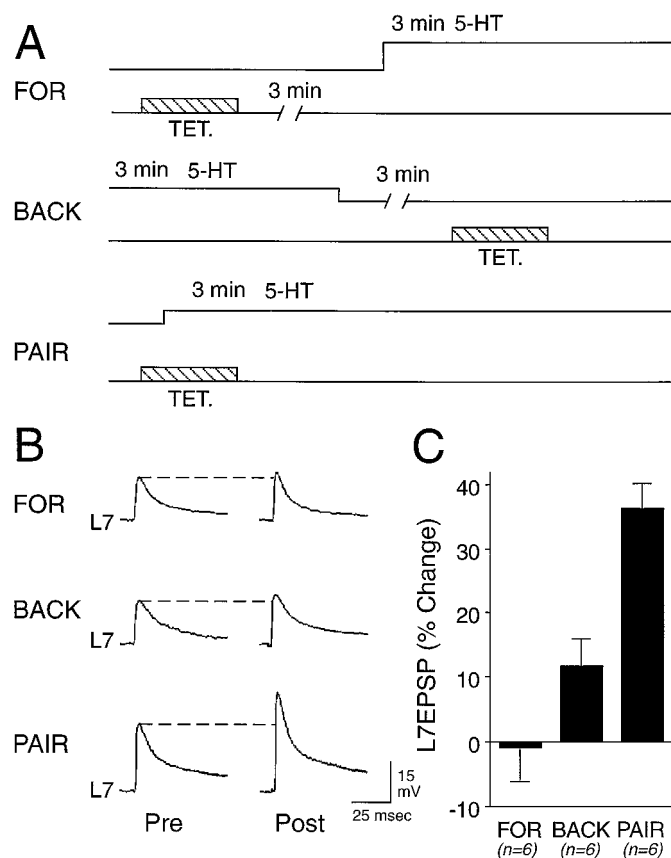 A
3 min 5-HT
FOR
3 min
TET.
3 min 5-HT
3 min
BACK
TET.
3 min 5-HT
PAIR
TET.
B
FOR
L7
BACK
L7
PAIR
L7
15
mV
25 msec
Pre
Post
C
L7EPSP (% Change)
40
30
20
10
0
-10
FOR BACK PAIR
(n=6) (n=6) (n=6)